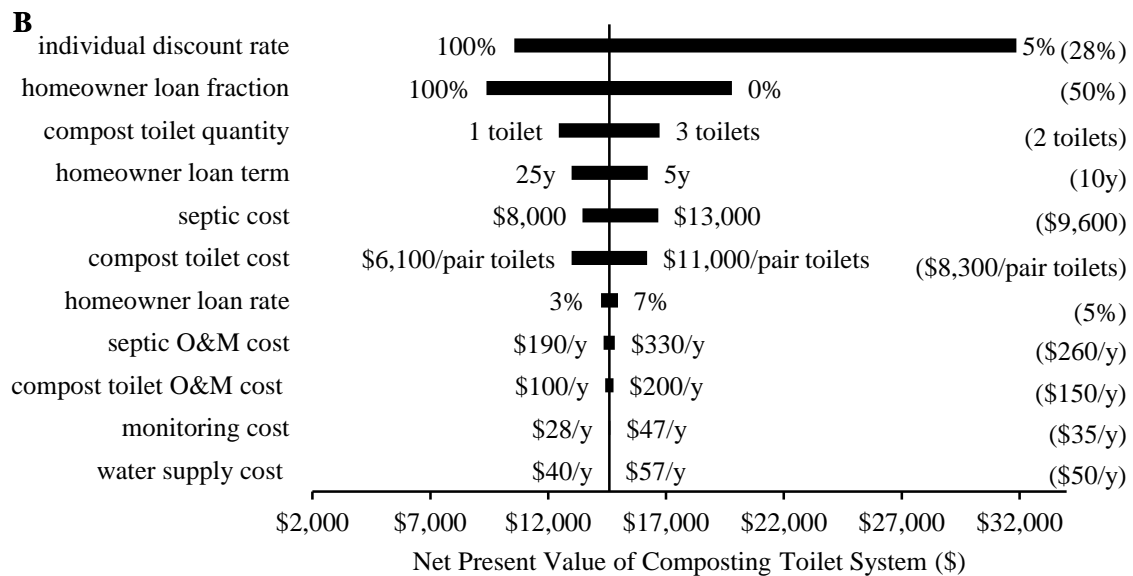 B
individual discount rate 100% 5% (28%)
homeowner loan fraction 100% 0% (50%)
compost toilet quantity 1 toilet 3 toilets (2 toilets)
homeowner loan term 25y 5y (10y)
septic cost $8,000 $13,000 ($9,600)
compost toilet cost $6,100/pair toilets $11,000/pair toilets ($8,300/pair toilets)
homeowner loan rate 3% 7% (5%)
septic O&M cost $190/y $330/y ($260/y)
compost toilet O&M cost $100/y $200/y ($150/y)
monitoring cost $28/y $47/y ($35/y)
water supply cost $40/y $57/y ($50/y)
$2,000 $7,000 $12,000 $17,000 $22,000 $27,000 $32,000
Net Present Value of Composting Toilet System ($)